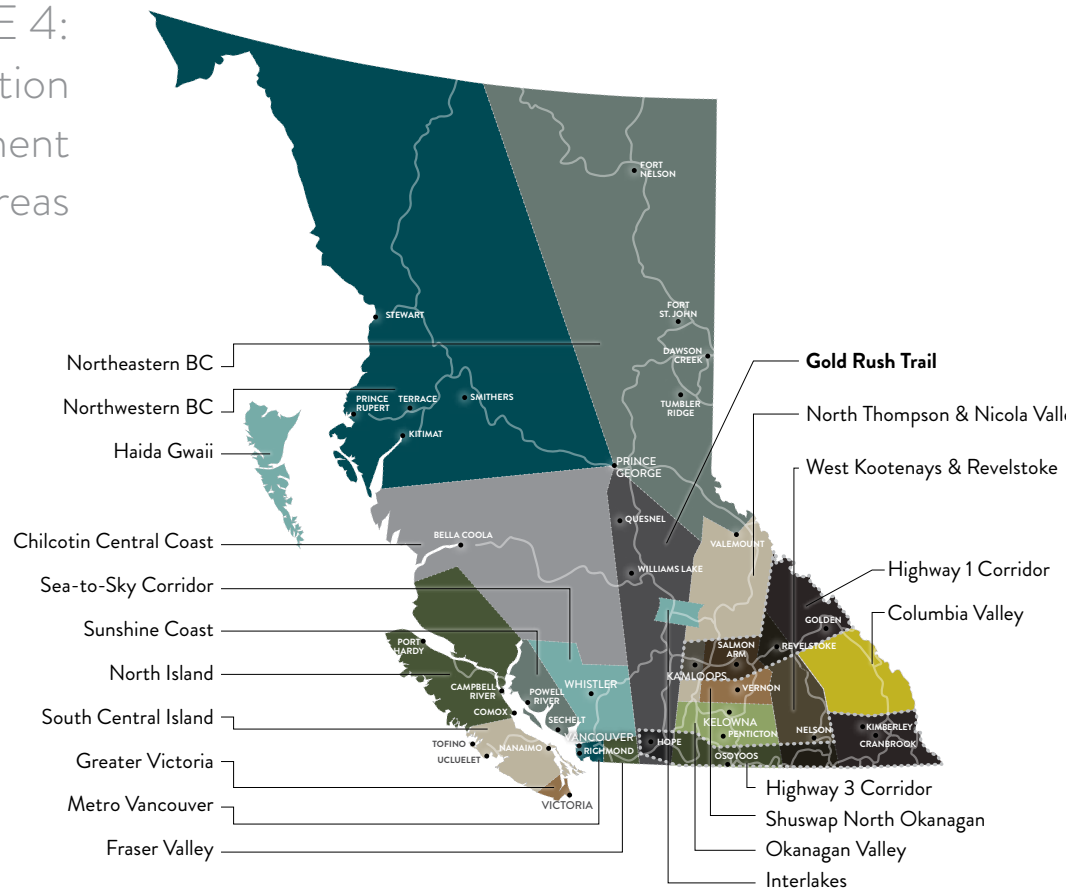 E 4:
tion
nent
reas
FORT
NELSON
FORT
ST. JOHN
STEWART
DAWSON
CREEK
Northeastern BC
Gold Rush Trail
Northwestern BC
PRINCE
RUPERT
TERRACE
SMITHERS
TUMBLER
RIDGE
North Thompson & Nicola Valle
KITIMAT
Haida Gwaii
PRINCE
GEORGE
West Kootenays & Revelstoke
QUESNEL
BELLA COOLA
VALEMOUNT
Chilcotin Central Coast
WILLIAMS LAKE
Highway 1 Corridor
Sea-to-Sky Corridor
Columbia Valley
GOLDEN
Sunshine Coast
PORT
HARDY
SALMON
ARM
REVELSTOKE
North Island
KAMLOOPS
WHISTLER
CAMPBELL
RIVER
POWELL
RIVER
VERNON
COMOX
South Central Island
SECHELT
KELOWNA
KIMBERLEY
NELSON
PENTICTON
VANCOUVER
HOPE
CRANBROOK
TOFINO
NANAIMO
RICHMOND
OSOYOOS
UCLUELET
Greater Victoria
Highway 3 Corridor
Metro Vancouver
VICTORIA
Shuswap North Okanagan
Fraser Valley
Okanagan Valley
Interlakes